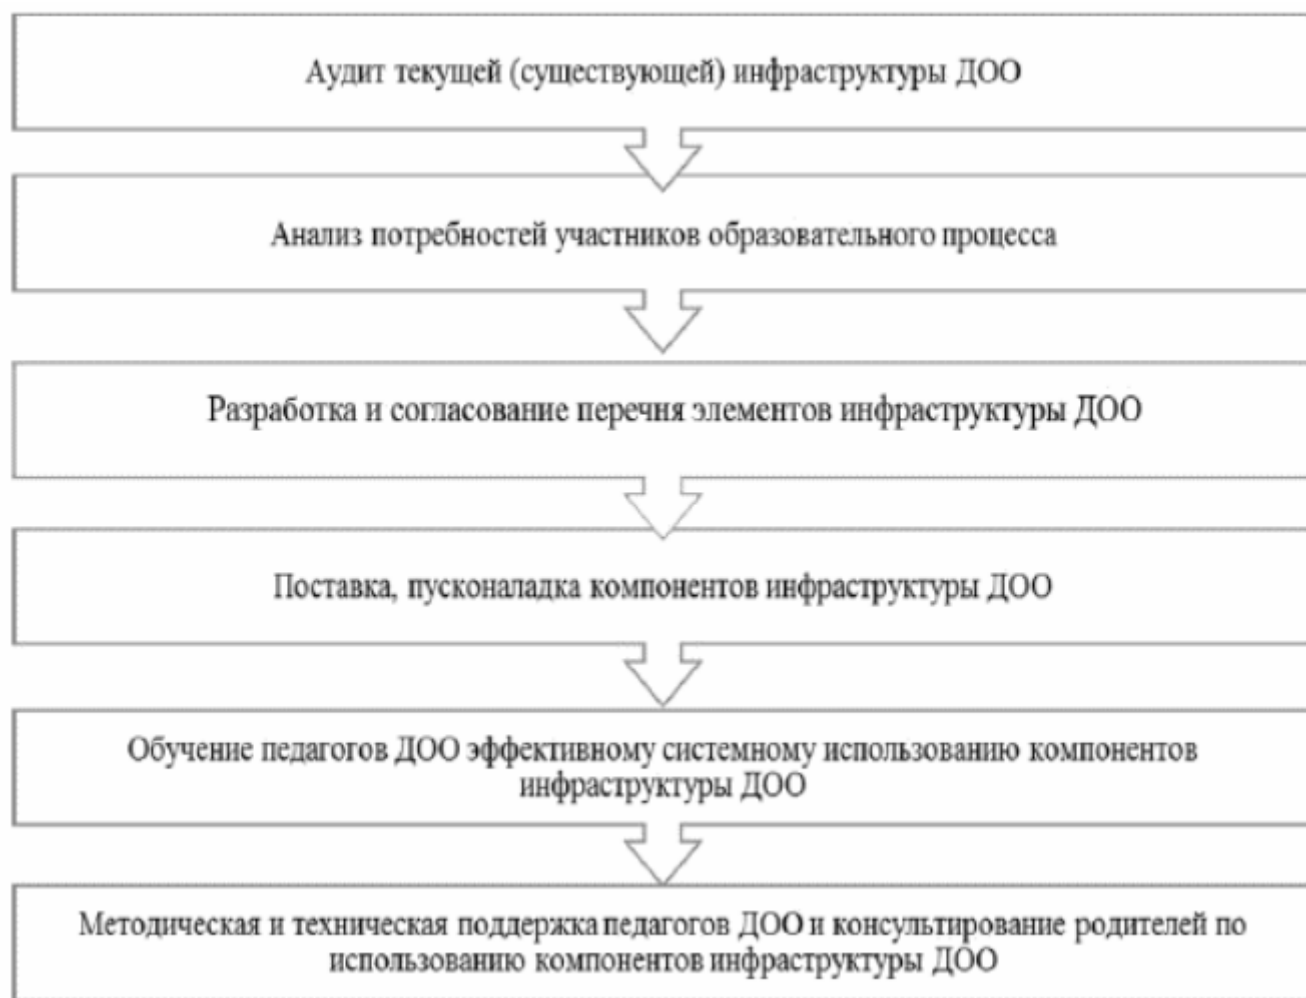 Аудит текущей (существующей) инфраструктуры ДОО
Анализ потребностей участников образовательного процесса
Разработка и согласование перечня элементов инфраструктуры ДОО
Поставка, пусконаладка компонентов инфраструктуры ДОО
Обучение педагогов ДОО эффективному системному использованию компонентов
инфраструктуры ДОО
Методическая и техническая поддержка педагогов ДОО и консультирование родителей по
использованию компонентов инфраструктуры ДОО